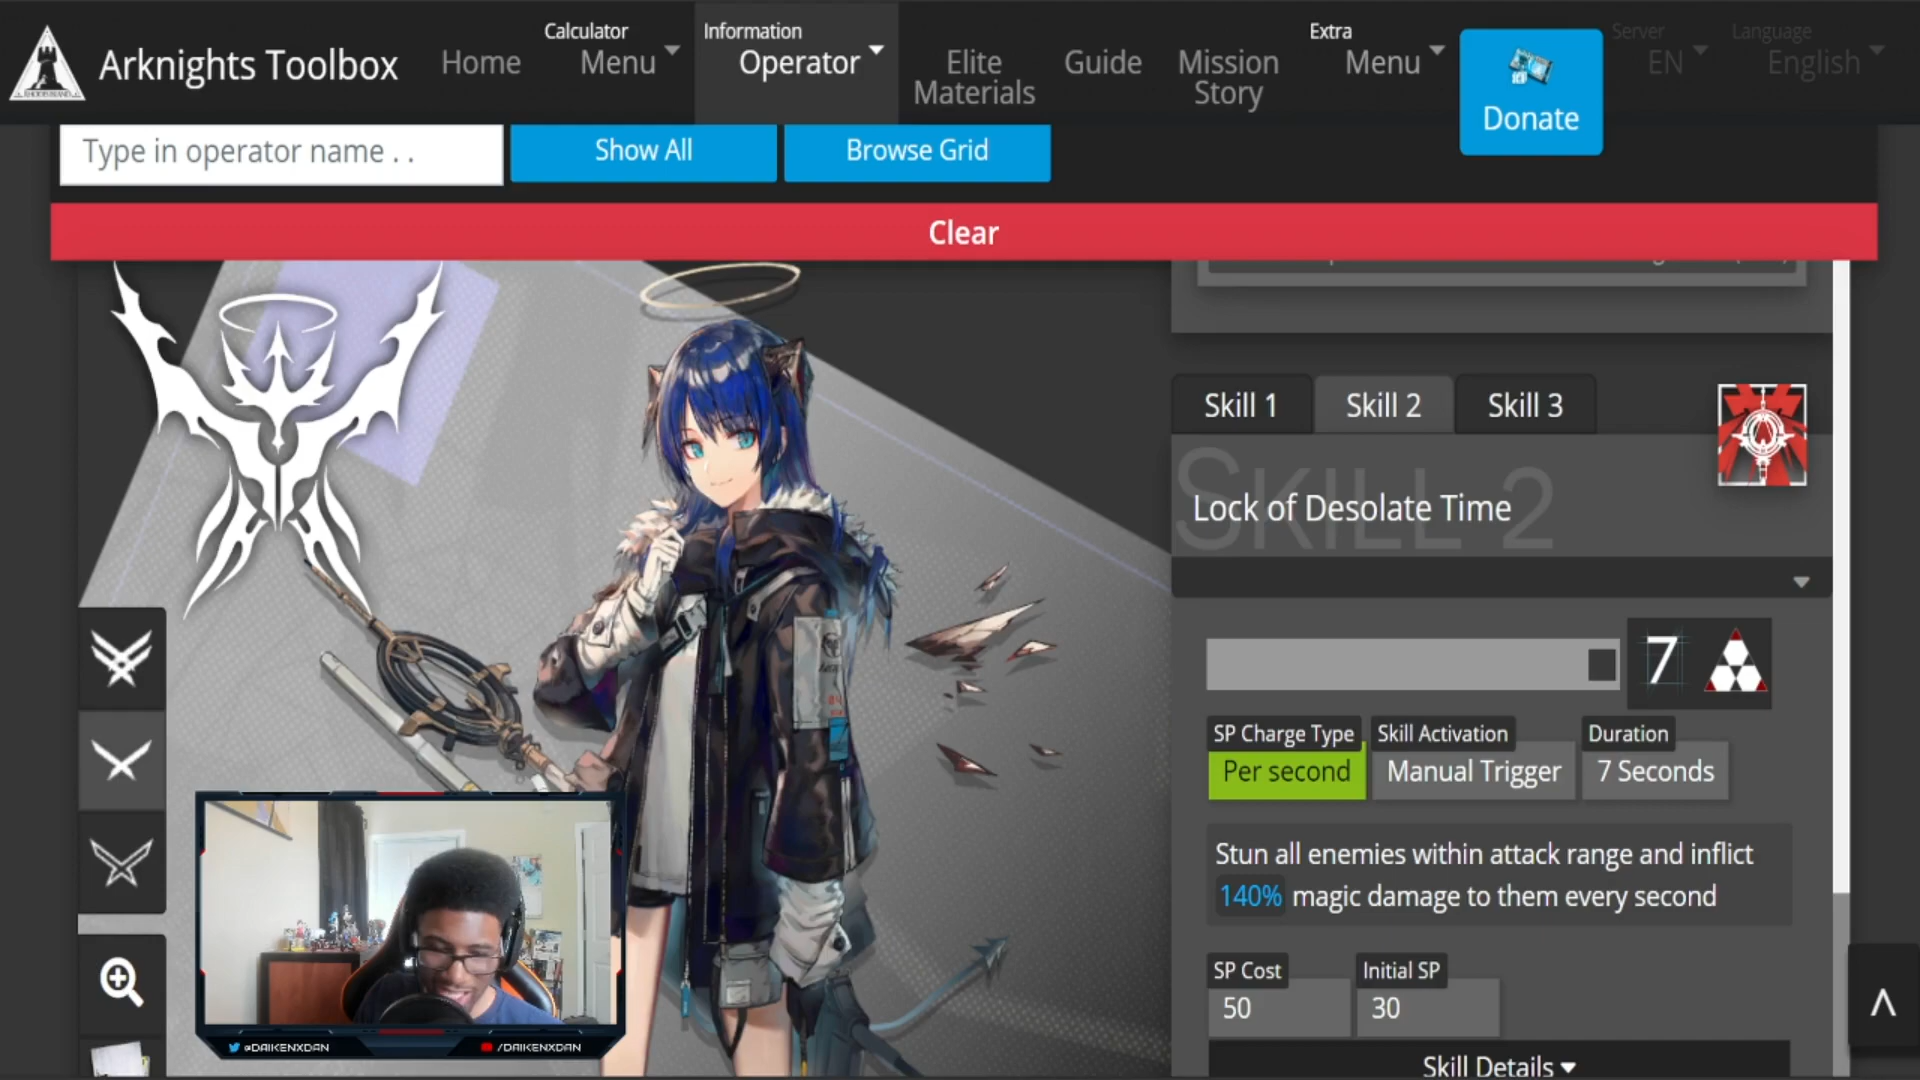 Arknights Toolbox
Home
Calculator
Menu
Information
Operator
Elite
Materials
Guide
Mission
Story
Extra
Menu
Donate
Server
EN
Language
English
Type in operator name . .
Show All
Browse Grid
Clear
Skill 1
Skill 2
Skill 3
SKILL 2
Lock of Desolate Time
7
SP Charge Type
Per second
Skill Activation
Manual Trigger
Duration
7 Seconds
Stun all enemies within attack range and inflict
140% magic damage to them every second
SP Cost
50
Initial SP
30
Skill Details
@DAIKENXDAN
/DAIKENXDAN